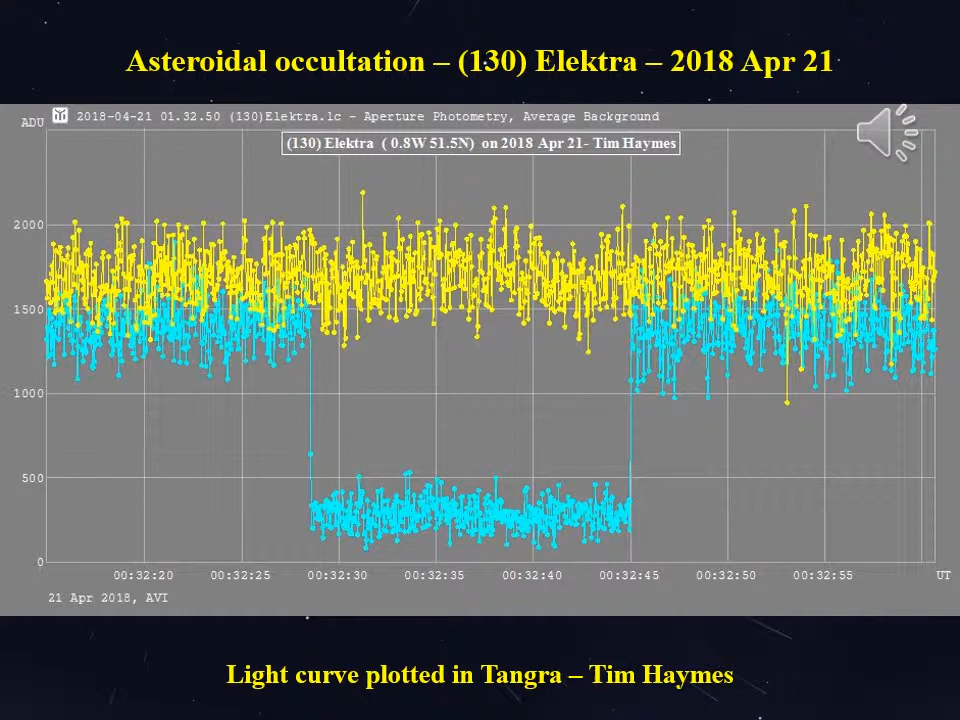 Asteroidal occultation – (130) Elektra – 2018 Apr 21
ADU
2018-04-21 01.32.50 (130)Elektra.lc - Aperture Photometry, Average Background
(130) Elektra ( 0.8W 51.5N) on 2018 Apr 21- Tim Haymes
2000
1500
1000
500
0
00:32:20 00:32:25 00:32:30 00:32:35 00:32:40 00:32:45 00:32:50 00:32:55 UT
21 Apr 2018, AVI
Light curve plotted in Tangra – Tim Haymes